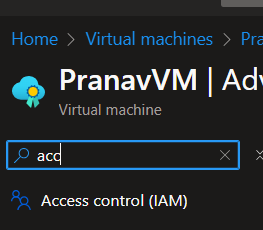 Home > Virtual machines > Pra
PranavVM | Adv
Virtual machine
acc
Access control (IAM)